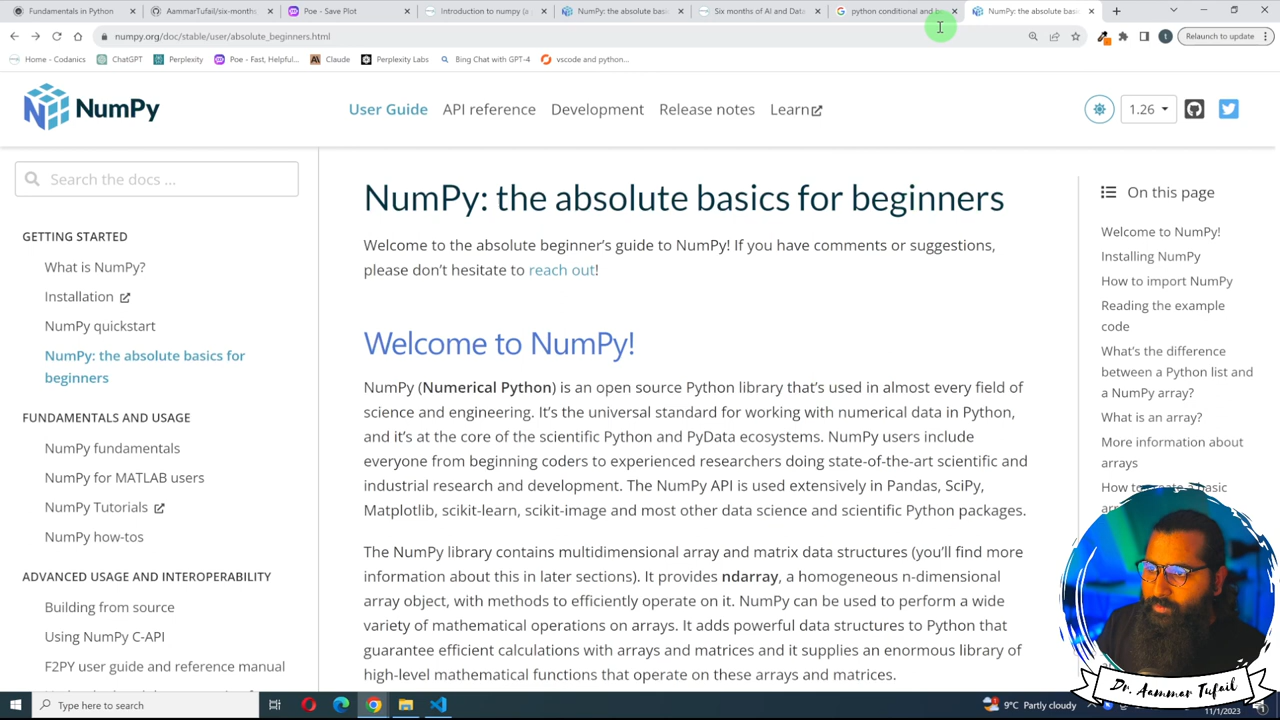 Fundamentals in Python
AammarTufail/six-months
Poe - Save Plot
Introduction to numpy (a
NumPy: the absolute basi
Six months of AI and Data
python conditional and b
NumPy: the absolute basi
numpy.org/doc/stable/user/absolute_beginners.html
Relaunch to update
Home - Codanics
ChatGPT
Perplexity
Poe - Fast, Helpful...
Claude
Perplexity Labs
Bing Chat with GPT-4
vscode and python...
NumPy
User Guide
API reference
Development
Release notes
Learn
1.26
Search the docs ...
GETTING STARTED
What is NumPy?
Installation
NumPy quickstart
NumPy: the absolute basics for
beginners
FUNDAMENTALS AND USAGE
NumPy fundamentals
NumPy for MATLAB users
NumPy Tutorials
NumPy how-tos
ADVANCED USAGE AND INTEROPERABILITY
Building from source
Using NumPy C-API
F2PY user guide and reference manual
NumPy: the absolute basics for beginners
Welcome to the absolute beginner's guide to NumPy! If you have comments or suggestions,
please don't hesitate to reach out!
Welcome to NumPy!
NumPy (Numerical Python) is an open source Python library that's used in almost every field of
science and engineering. It's the universal standard for working with numerical data in Python,
and it's at the core of the scientific Python and PyData ecosystems. NumPy users include
everyone from beginning coders to experienced researchers doing state-of-the-art scientific and
industrial research and development. The NumPy API is used extensively in Pandas, SciPy,
Matplotlib, scikit-learn, scikit-image and most other data science and scientific Python packages.
The NumPy library contains multidimensional array and matrix data structures (you'll find more
information about this in later sections). It provides ndarray, a homogeneous n-dimensional
array object, with methods to efficiently operate on it. NumPy can be used to perform a wide
variety of mathematical operations on arrays. It adds powerful data structures to Python that
guarantee efficient calculations with arrays and matrices and it supplies an enormous library of
high-level mathematical functions that operate on these arrays and matrices.
On this page
Welcome to NumPy!
Installing NumPy
How to import NumPy
Reading the example
code
What's the difference
between a Python list and
a NumPy array?
What is an array?
More information about
arrays
How to create a basic
Dr. Aammar Tufail
Type here to search
9°C Partly cloudy
11/1/2023